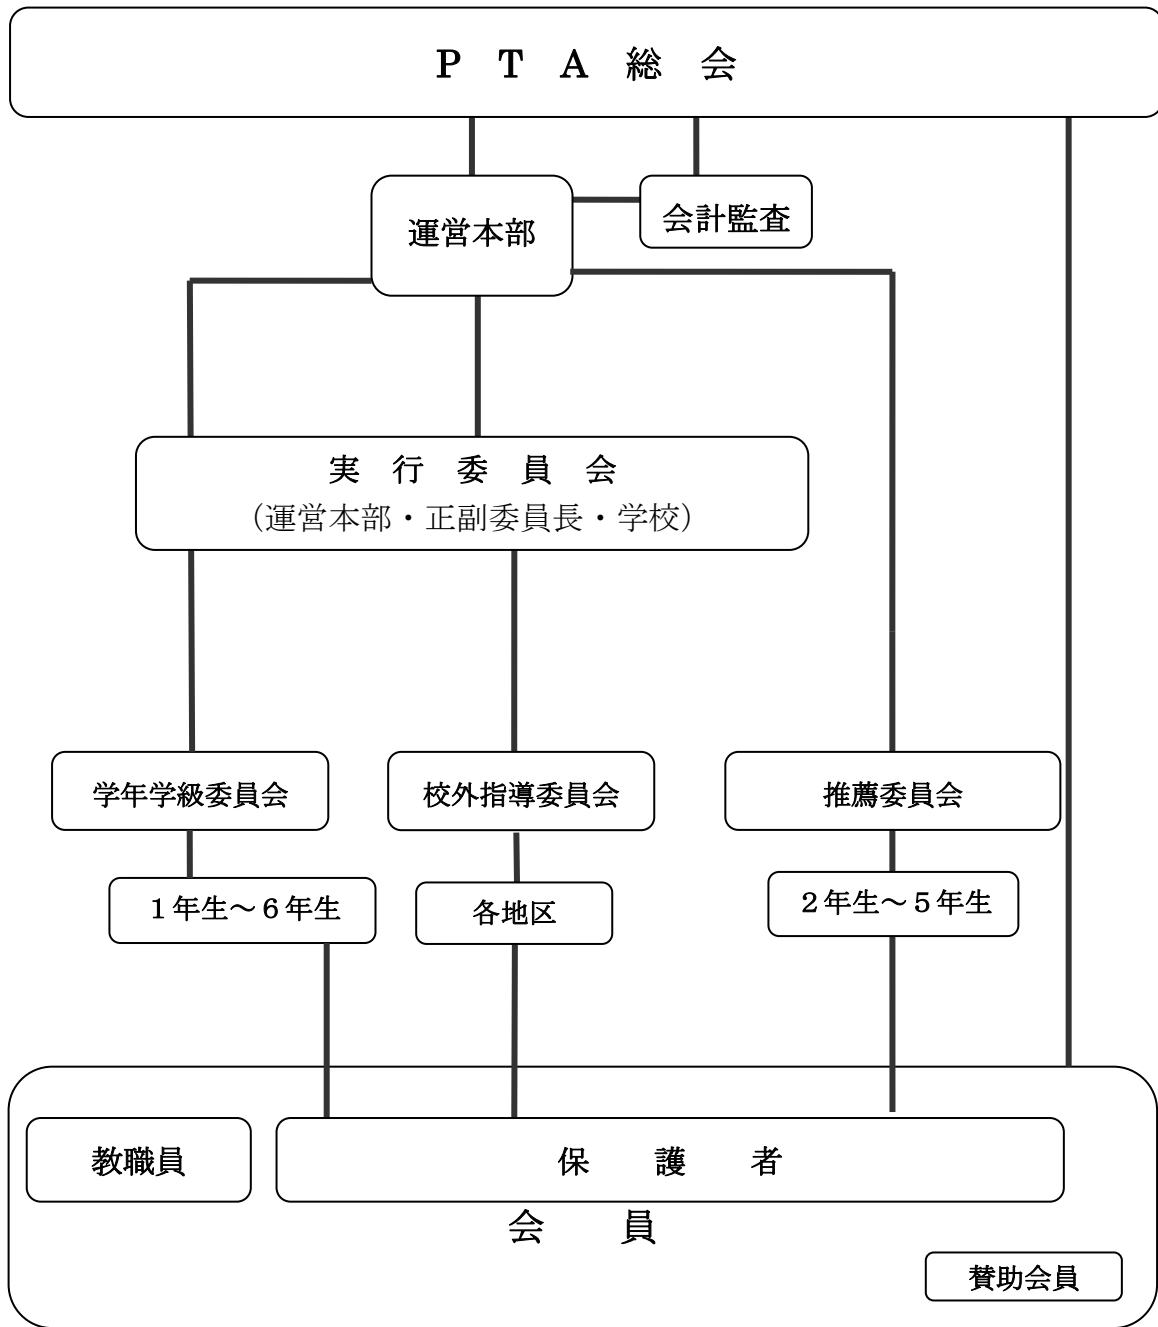 Ｐ　Ｔ　Ａ　総　会
運営本部
会計監査
実　行　委　員　会
（運営本部・正副委員長・学校）
学年学級委員会
校外指導委員会
推薦委員会
１年生～６年生
各地区
２年生～５年生
教職員
保　　護　　者
会　　員
賛助会員